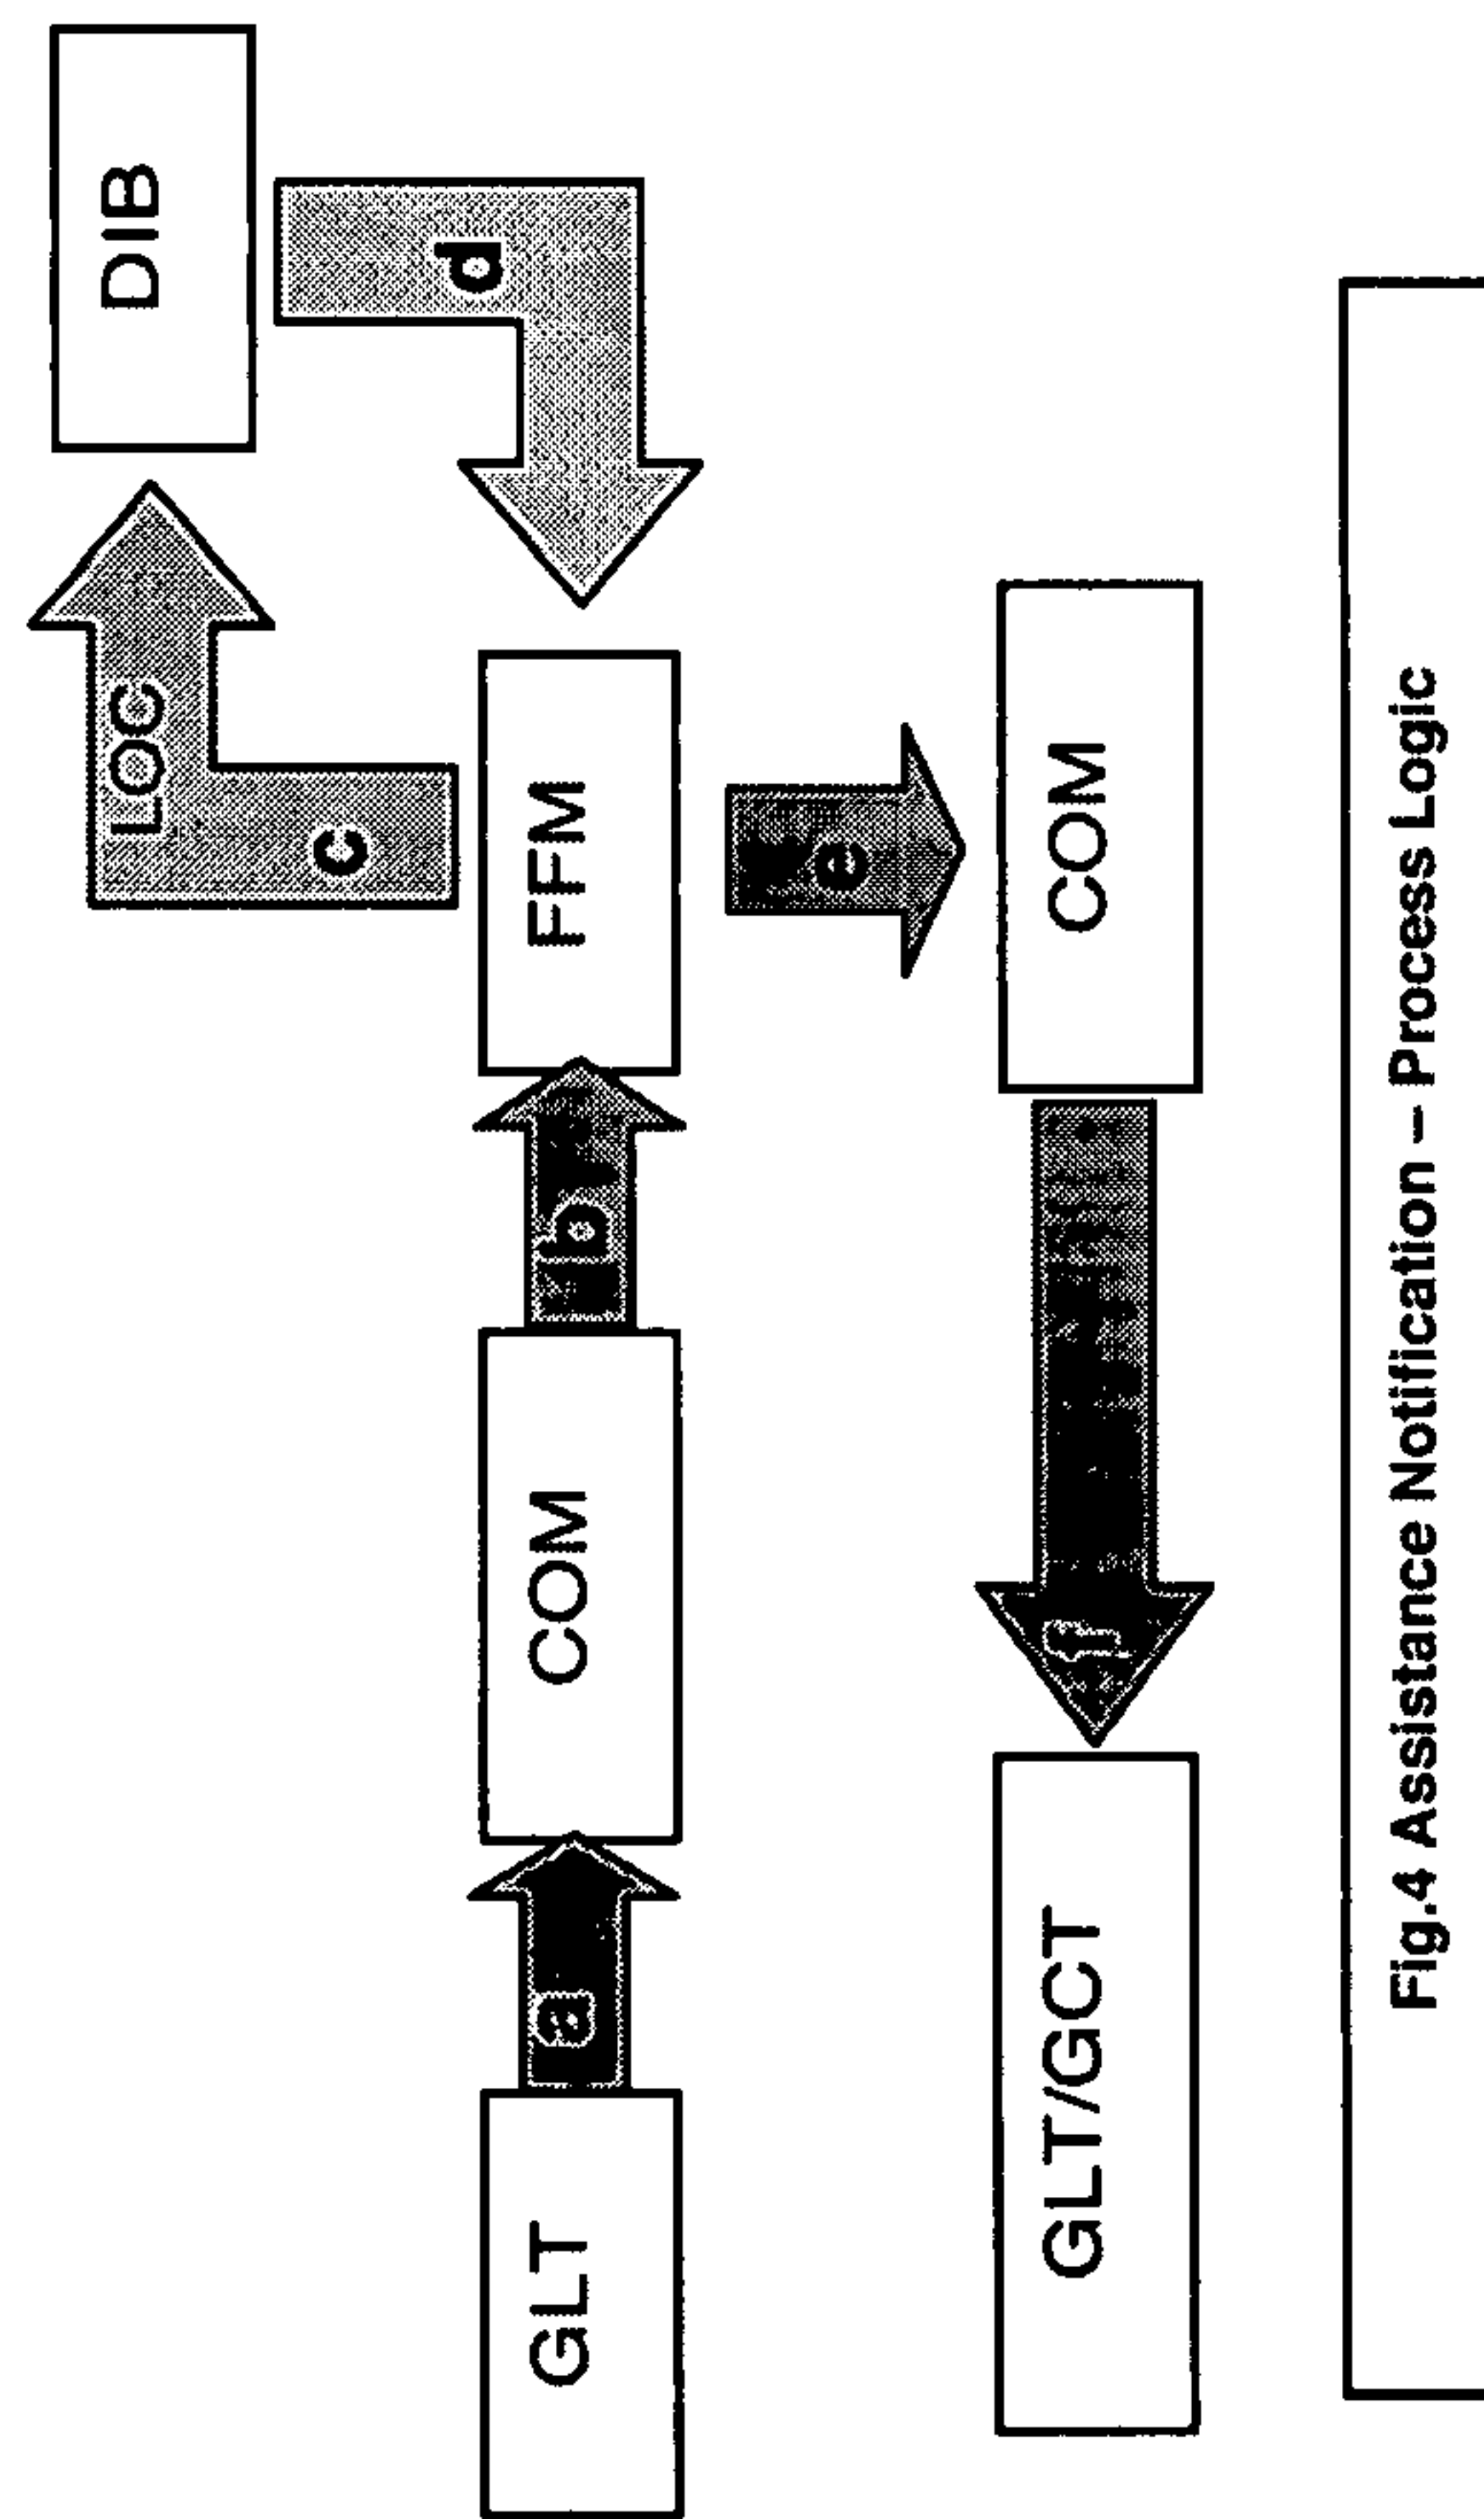 LOC
DIB
c
d
GLT
a
COM
b
FFM
e
GLT/GCT
f
COM
Fig.4 Assistance Notification – Process Logic